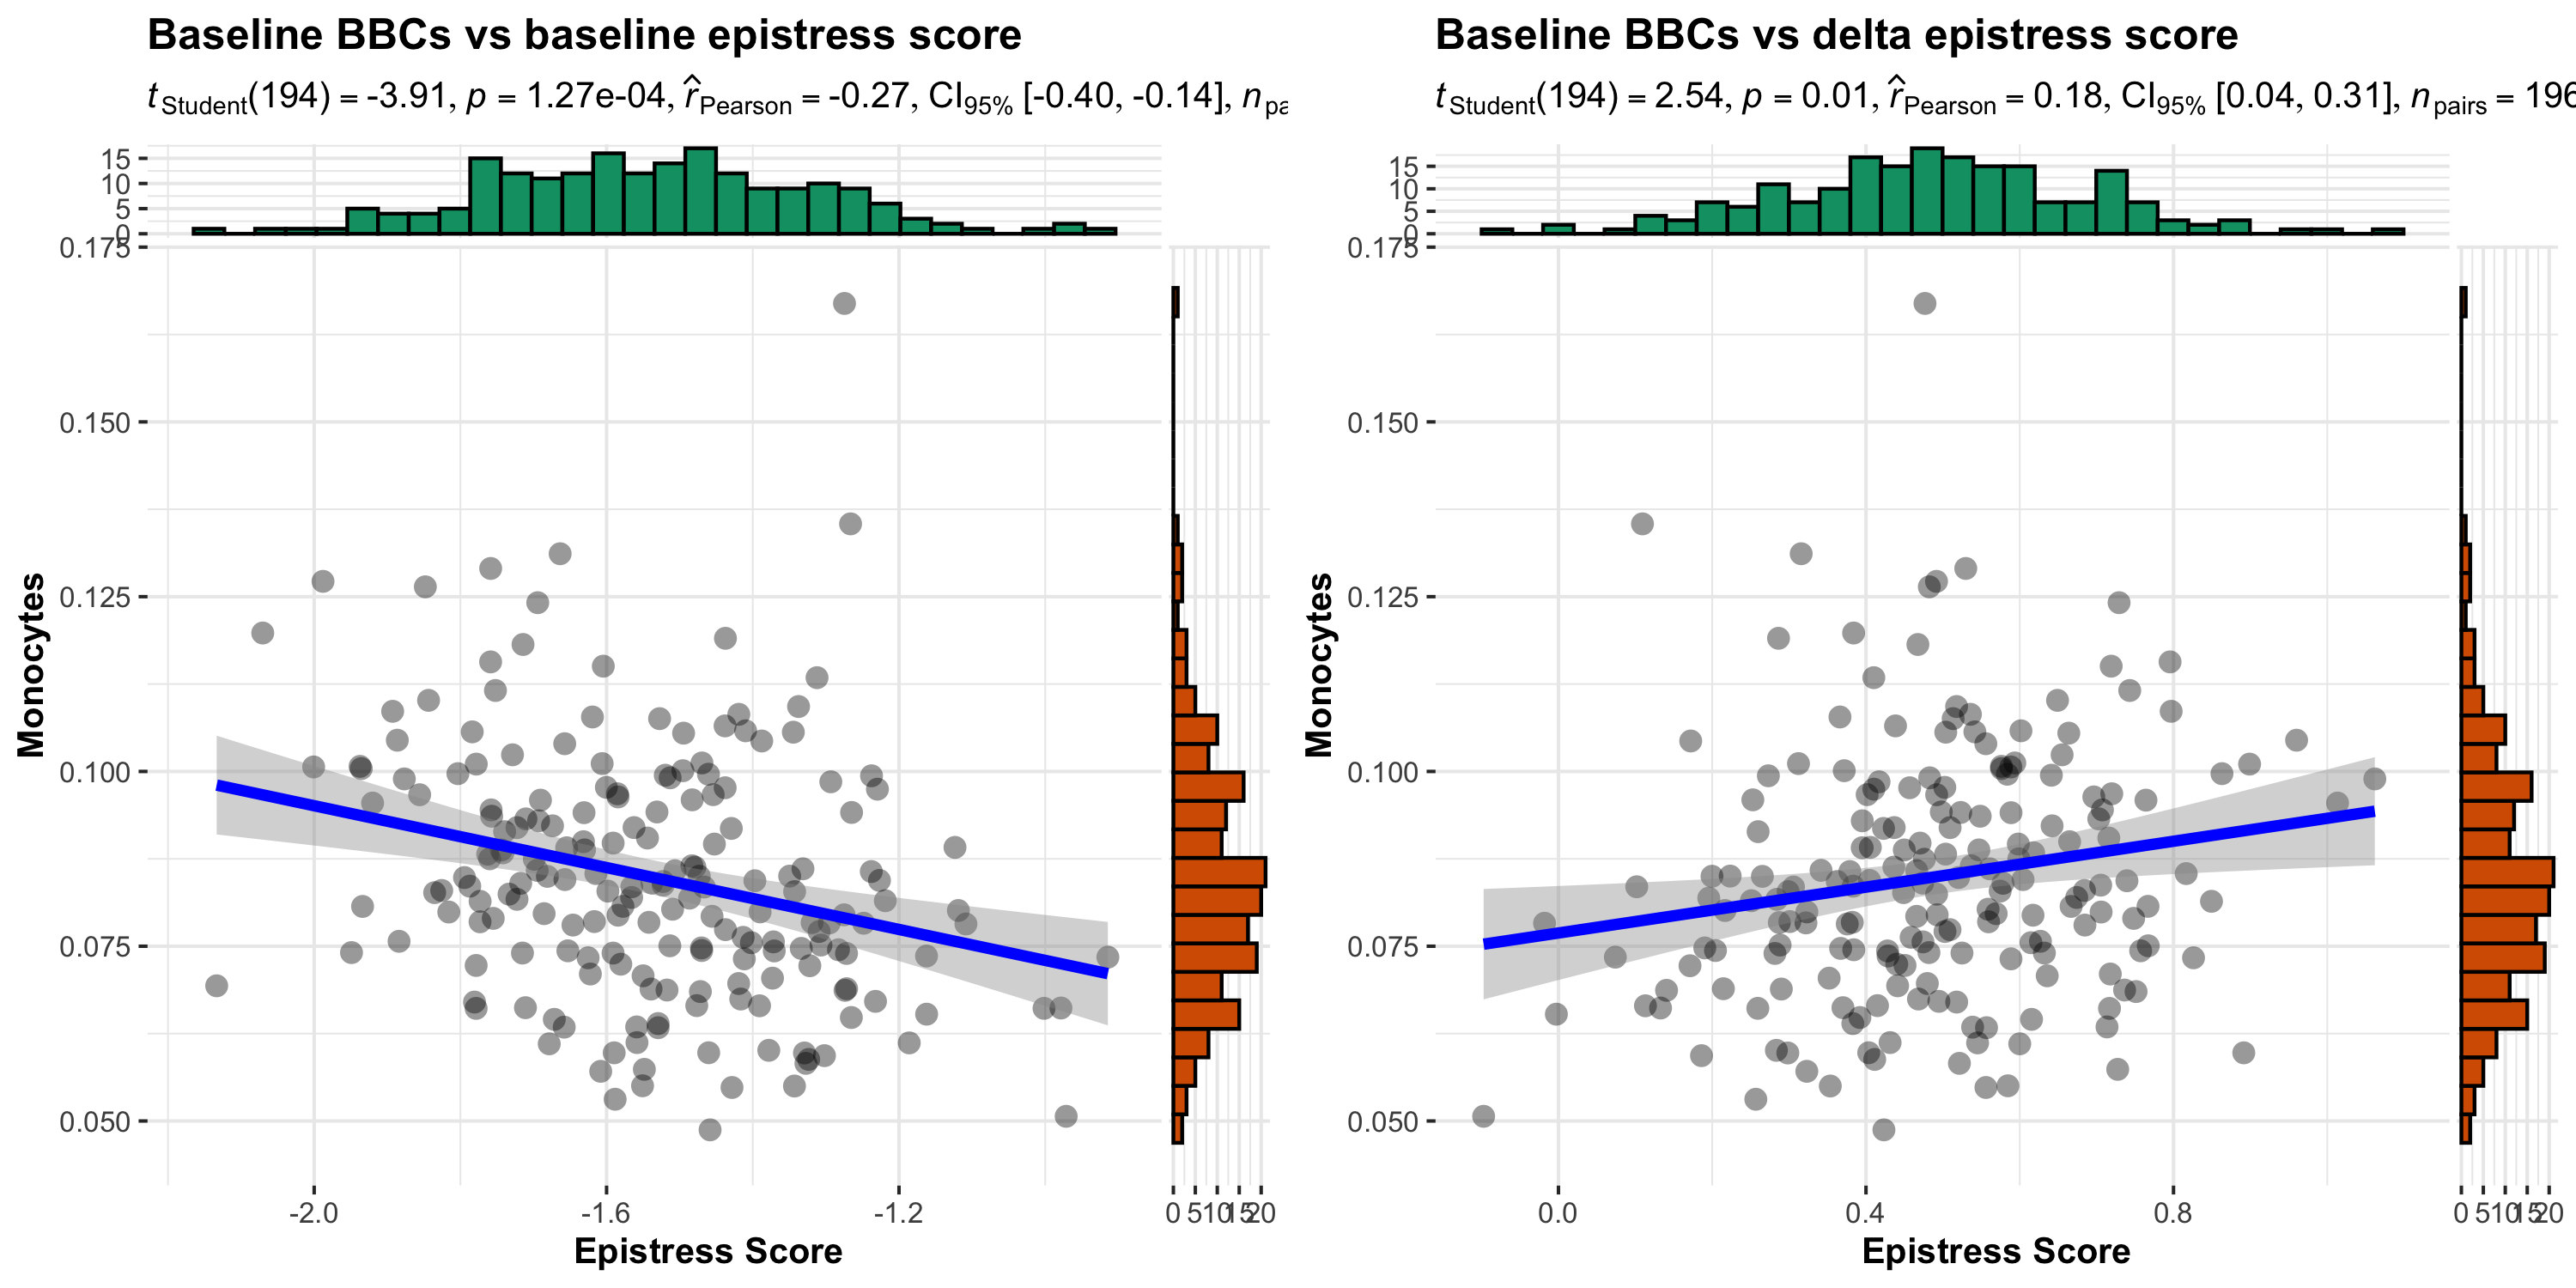 Baseline BBCs vs baseline epistress score
t Student(194) = -3.91, p = 1.27e-04, r̂ Pearson = -0.27, CI95% [-0.40, -0.14], n pa
15
10
5
0
0.175
0.150
0.125
0.100
0.075
0.050
Monocytes
-2.0 -1.6 -1.2
0 5 10 15 20
Epistress Score
Baseline BBCs vs delta epistress score
t Student(194) = 2.54, p = 0.01, r̂ Pearson = 0.18, CI95% [0.04, 0.31], n pairs = 196
15
10
5
0
0.175
0.150
0.125
0.100
0.075
0.050
Monocytes
0.0 0.4 0.8
0 5 10 15 20
Epistress Score